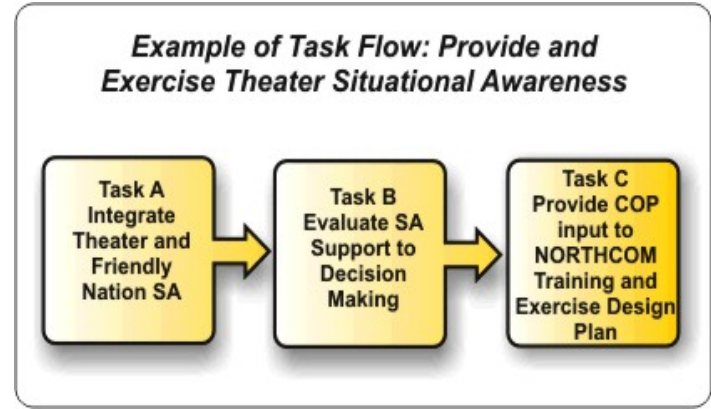 Example of Task Flow: Provide and
Exercise Theater Situational Awareness
Task A
Integrate
Theater and
Friendly
Nation SA
Task B
Evaluate SA
Support to
Decision
Making
Task C
Provide COP
input to
NORTHCOM
Training and
Exercise Design
Plan